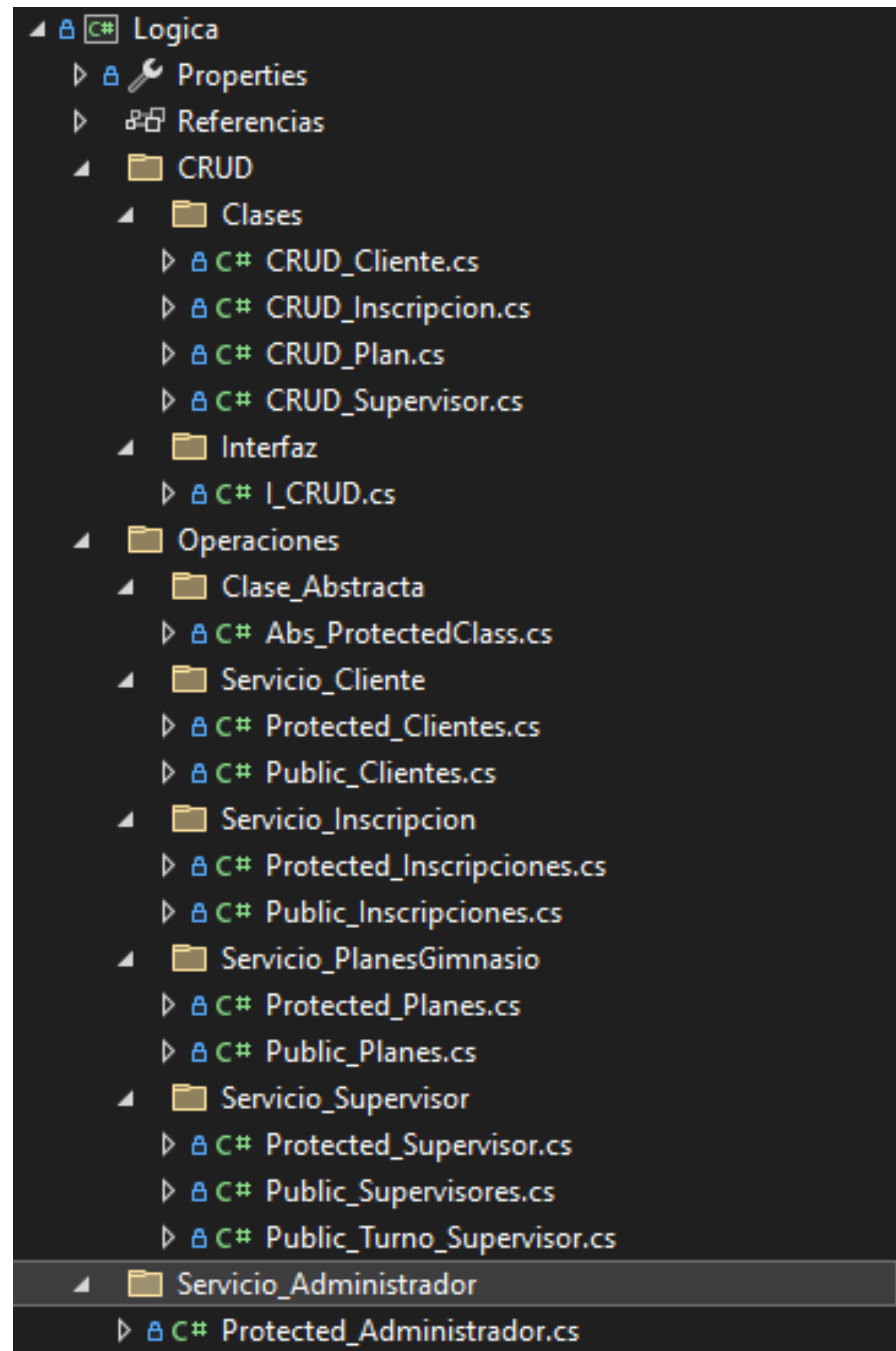 C# Logica
Properties
Referencias
CRUD
Clases
C# CRUD_Cliente.cs
C# CRUD_Inscripcion.cs
C# CRUD_Plan.cs
C# CRUD_Supervisor.cs
Interfaz
C# I_CRUD.cs
Operaciones
Clase_Abstracta
C# Abs_ProtectedClass.cs
Servicio_Cliente
C# Protected_Clientes.cs
C# Public_Clientes.cs
Servicio_Inscripcion
C# Protected_Inscripciones.cs
C# Public_Inscripciones.cs
Servicio_PlanesGimnasio
C# Protected_Planes.cs
C# Public_Planes.cs
Servicio_Supervisor
C# Protected_Supervisor.cs
C# Public_Supervisores.cs
C# Public_Turno_Supervisor.cs
Servicio_Administrador
C# Protected_Administrador.cs